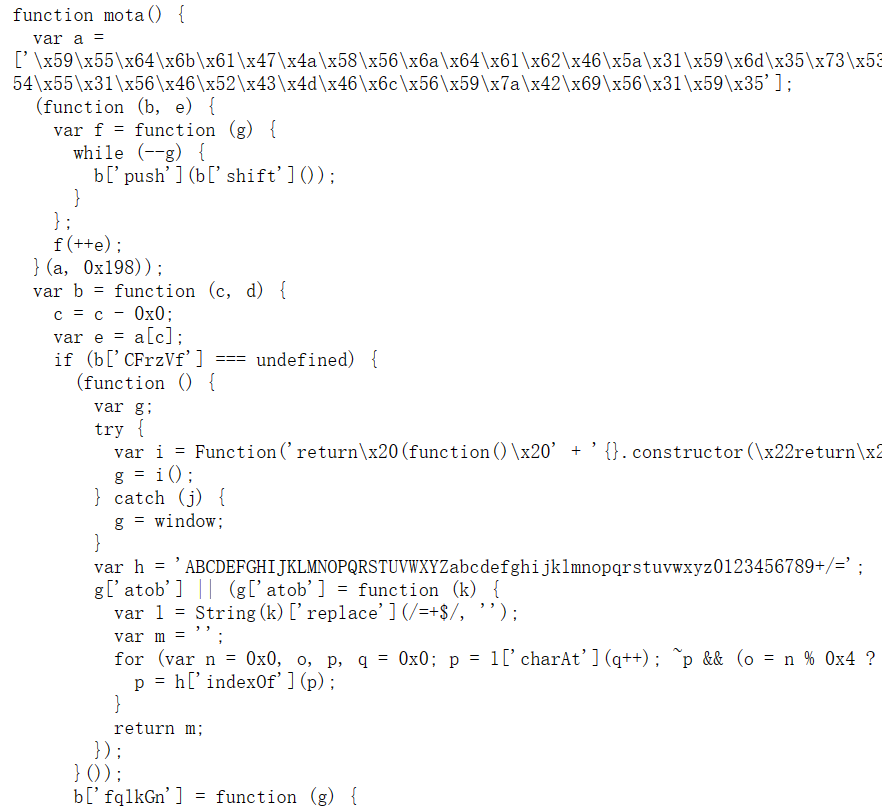 function mota() {
var a =
['\x59\x55\x64\x6b\x61\x47\x4a\x58\x56\x6a\x64\x61\x62\x46\x5a\x31\x59\x6d\x35\x73\x53
54\x55\x31\x56\x46\x52\x43\x4d\x46\x6c\x56\x59\x7a\x42\x69\x56\x31\x59\x35'];
(function (b, e) {
var f = function (g) {
while (--g) {
b['push'](b['shift']());
}
};
f(++e);
}(a, 0x198));
var b = function (c, d) {
c = c - 0x0;
var e = a[c];
if (b['CFrzVf'] === undefined) {
(function () {
var g;
try {
var i = Function('return\x20(function()\x20' + '{}.constructor(\x22return\x2
g = i();
} catch (j) {
g = window;
}
var h = 'ABCDEFGHIJKLMNOPQRSTUVWXYZabcdefghijklmnopqrstuvwxyz0123456789+/=';
g['atob'] || (g['atob'] = function (k) {
var l = String(k)['replace'](/=+$/, '');
var m = '';
for (var n = 0x0, o, p, q = 0x0; p = l['charAt'](q++); ~p && (o = n % 0x4 ?
p = h['indexOf'](p);
}
return m;
});
}());
b['fqlkGn'] = function (g) {